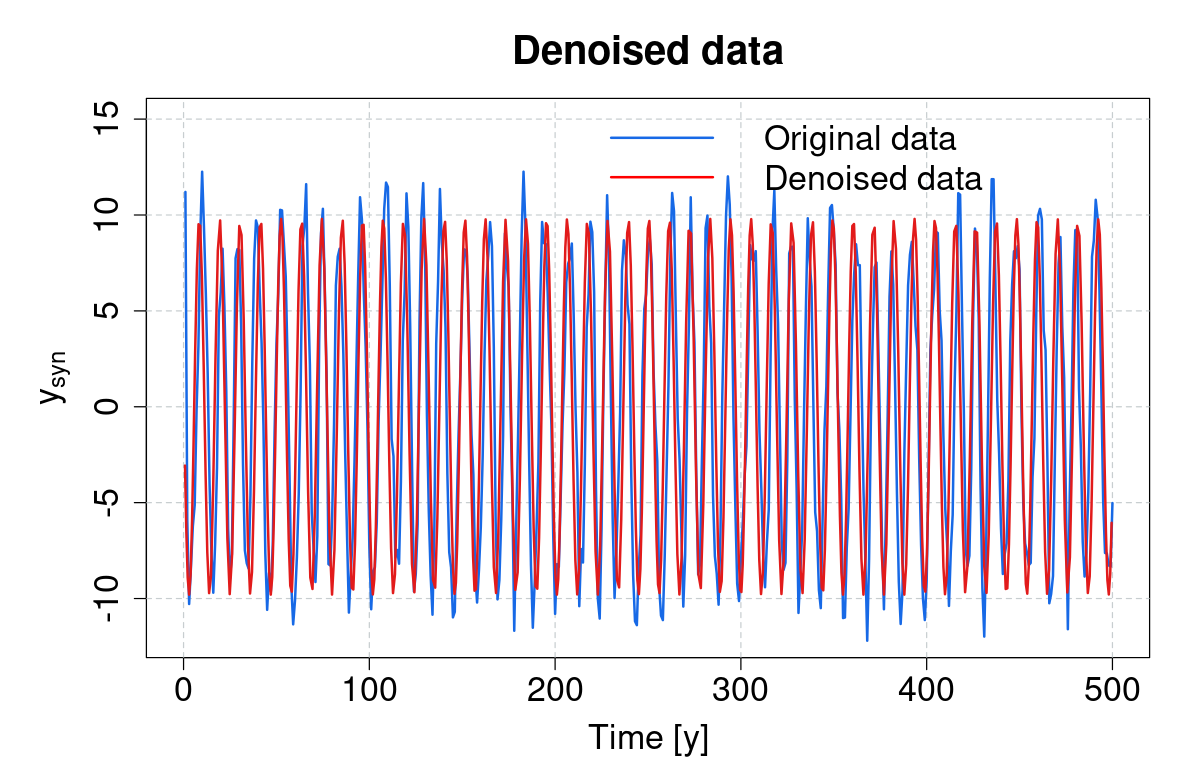 Denoised data
Original data
Denoised data
15
10
5
0
-5
-10
y_syn
0 100 200 300 400 500
Time [y]